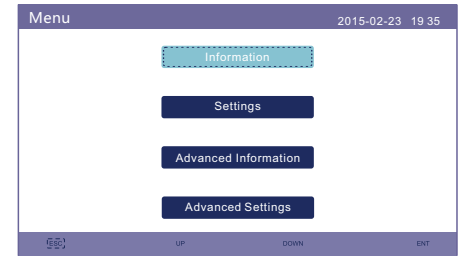 Menu
2015-02-23 19 35
Information
Settings
Advanced Information
Advanced Settings
ESC UP DOWN ENT